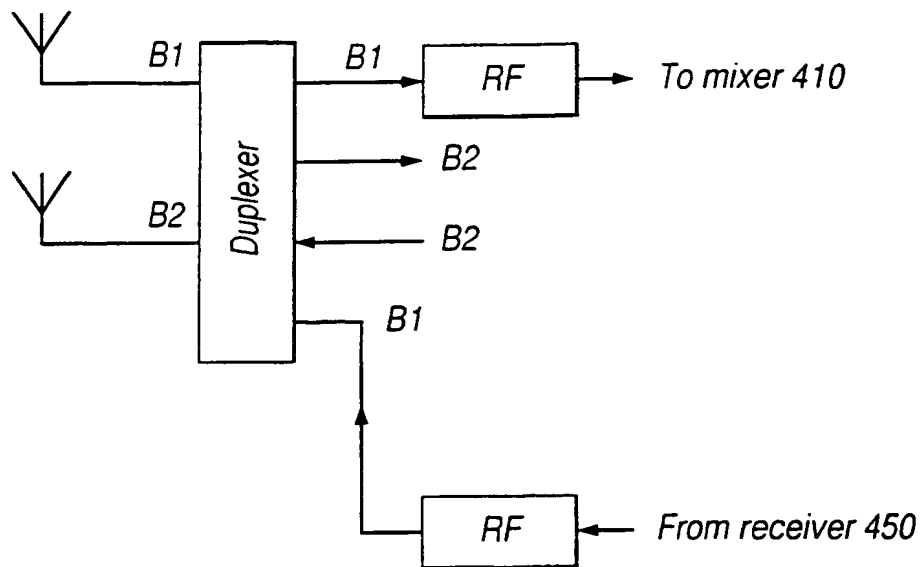 B1
B1
RF
To mixer 410
B2
B2
Duplexer
B2
B1
RF
From receiver 450